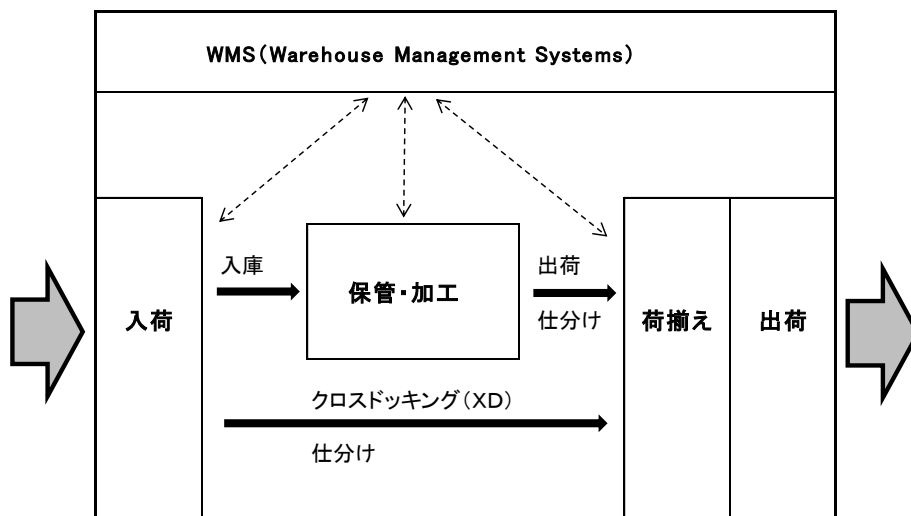 WMS(Warehouse Management Systems)
入庫
出荷
保管・加工
入荷
仕分け
荷揃え
出荷
クロスドッキング(XD)
仕分け